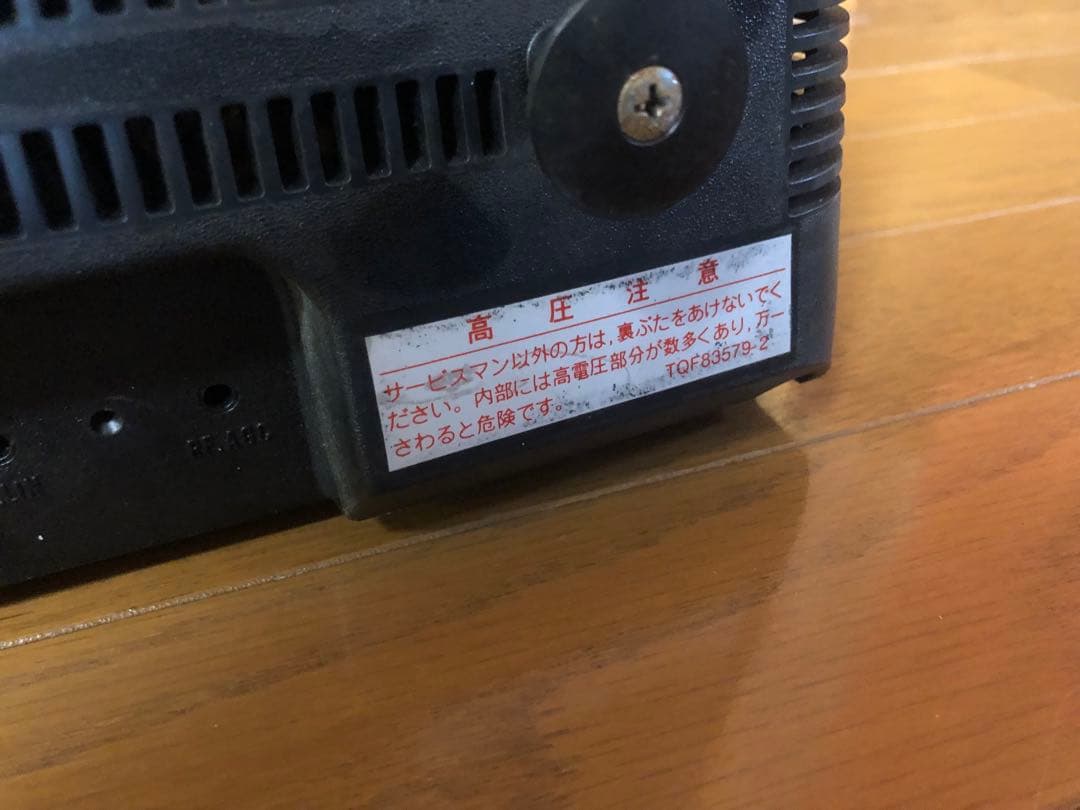 高圧注意
サービスマン以外の方は，裏ぶたをあけないでく
ださい。内部には高電圧部分が数多くあり，万一
さわると危険です。
TQF83579-2
RF.AGC